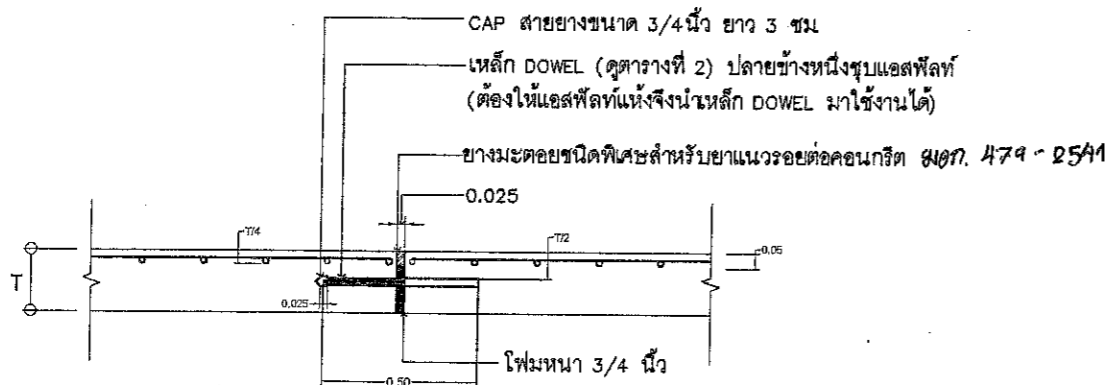 CAP สายยางขนาด 3/4นิ้ว ยาว 3 ซม
เหล็ก DOWEL (ดูตารางที่ 2) ปลายข้างหนึ่งชุบแอสฟัลท์
(ต้องให้แอสฟัลท์แห้งจึงนำเหล็ก DOWEL มาใช้งานได้)
ยางมะตอยชนิดพิเศษสำหรับยาแนวรอยต่อคอนกรีต มอก. 479 - 2541
0.025
T/4
T/2
0.05
T
0.025
โฟมหนา 3/4 นิ้ว
0.50